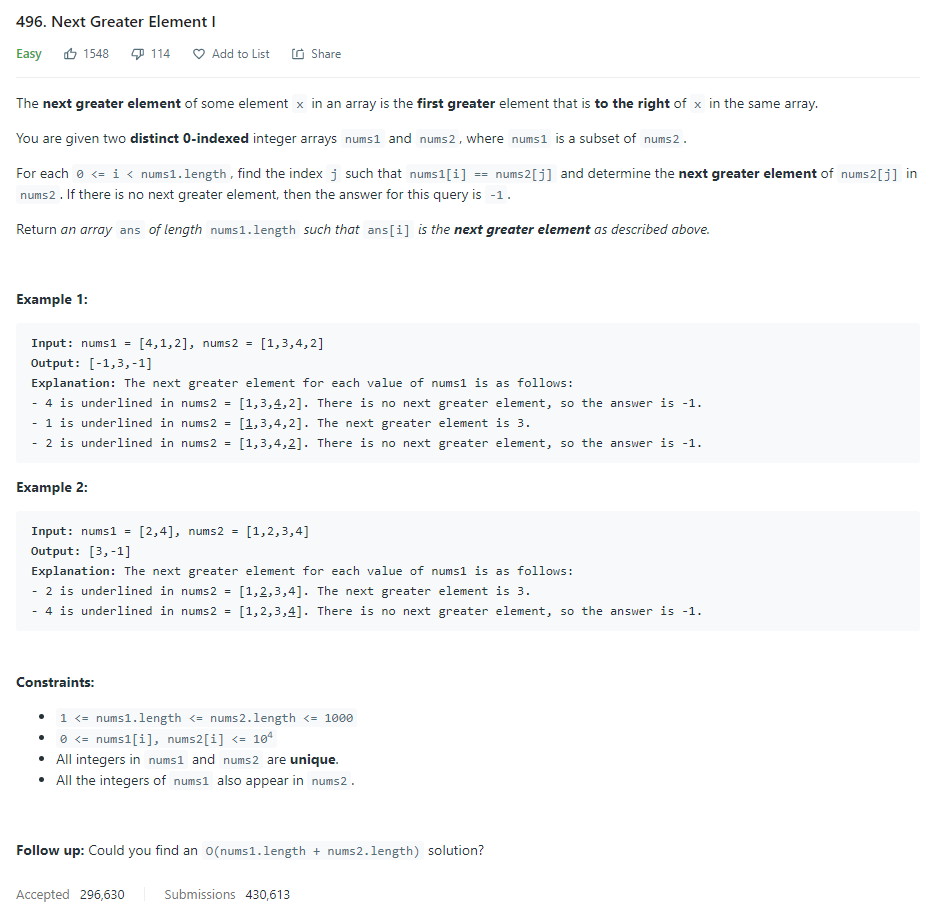 496. Next Greater Element I
Easy 1548 114 Add to List Share
The next greater element of some element x in an array is the first greater element that is to the right of x in the same array.
You are given two distinct 0-indexed integer arrays nums1 and nums2, where nums1 is a subset of nums2.
For each 0 <= i < nums1.length, find the index j such that nums1[i] == nums2[j] and determine the next greater element of nums2[j] in
nums2. If there is no next greater element, then the answer for this query is -1.
Return an array ans of length nums1.length such that ans[i] is the next greater element as described above.
Example 1:
Input: nums1 = [4,1,2], nums2 = [1,3,4,2]
Output: [-1,3,-1]
Explanation: The next greater element for each value of nums1 is as follows:
- 4 is underlined in nums2 = [1,3,4,2]. There is no next greater element, so the answer is -1.
- 1 is underlined in nums2 = [1,3,4,2]. The next greater element is 3.
- 2 is underlined in nums2 = [1,3,4,2]. There is no next greater element, so the answer is -1.
Example 2:
Input: nums1 = [2,4], nums2 = [1,2,3,4]
Output: [3,-1]
Explanation: The next greater element for each value of nums1 is as follows:
- 2 is underlined in nums2 = [1,2,3,4]. The next greater element is 3.
- 4 is underlined in nums2 = [1,2,3,4]. There is no next greater element, so the answer is -1.
Constraints:
• 1 <= nums1.length <= nums2.length <= 1000
• 0 <= nums1[i], nums2[i] <= 10⁴
• All integers in nums1 and nums2 are unique.
• All the integers of nums1 also appear in nums2.
Follow up: Could you find an O(nums1.length + nums2.length) solution?
Accepted 296,630 Submissions 430,613